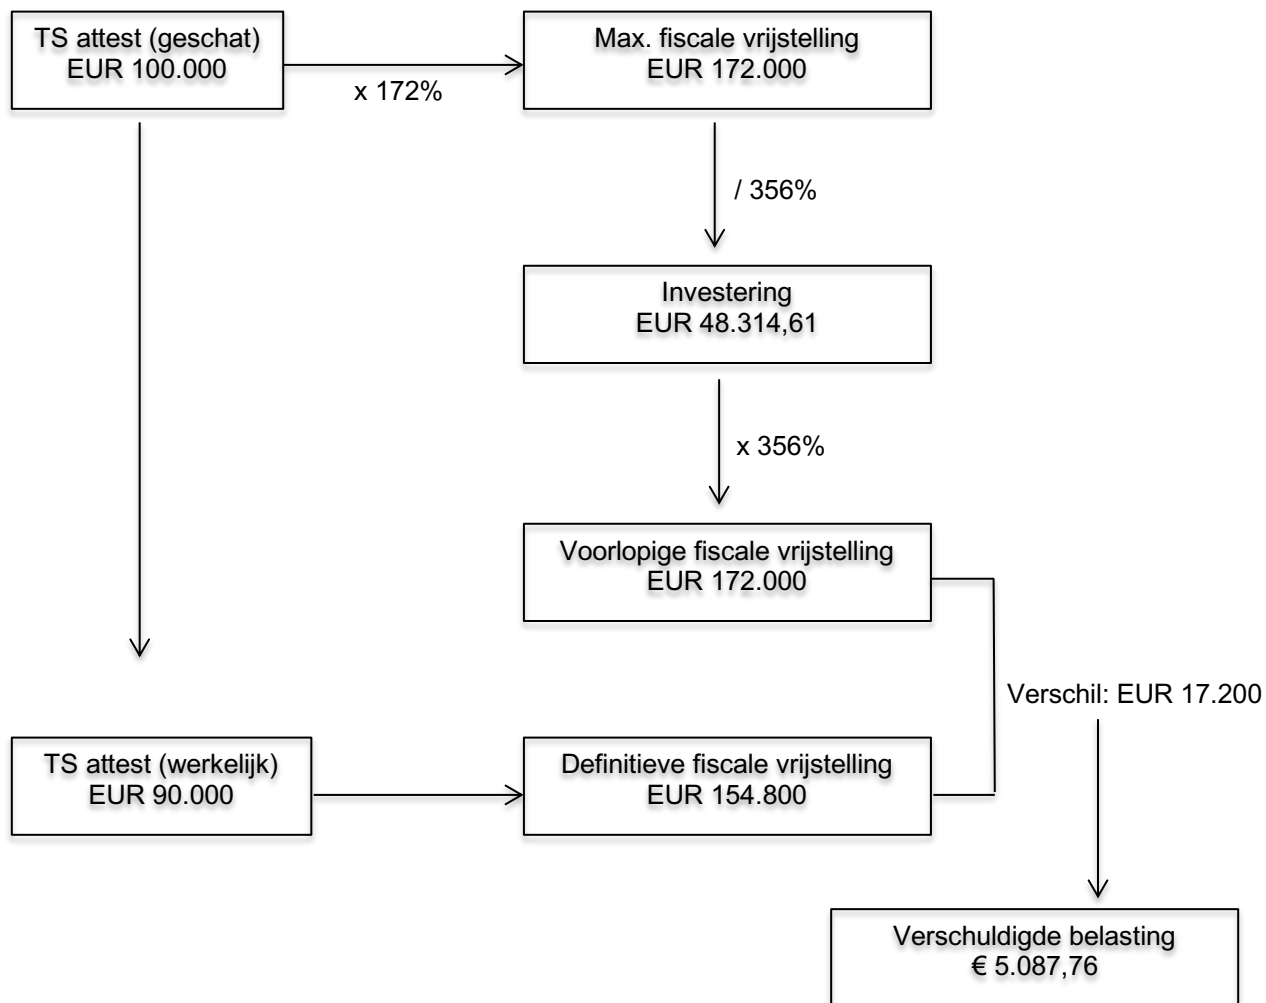 TS attest (geschat)
EUR 100.000
x 172%
Max. fiscale vrijstelling
EUR 172.000
/ 356%
Investering
EUR 48.314,61
x 356%
Voorlopige fiscale vrijstelling
EUR 172.000
Verschil: EUR 17.200
TS attest (werkelijk)
EUR 90.000
Definitieve fiscale vrijstelling
EUR 154.800
Verschuldigde belasting
€ 5.087,76